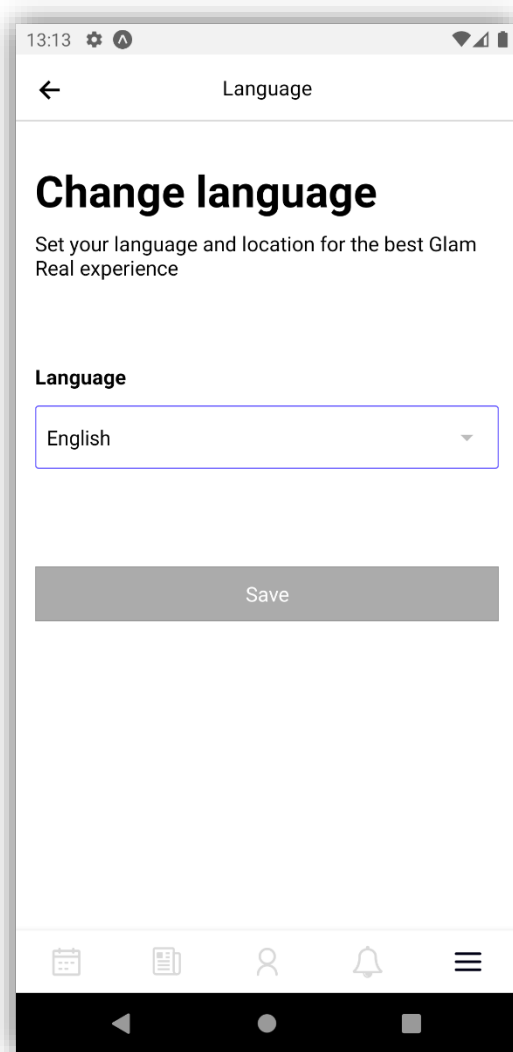 13:13
Language
Change language
Set your language and location for the best Glam
Real experience
Language
English
Save